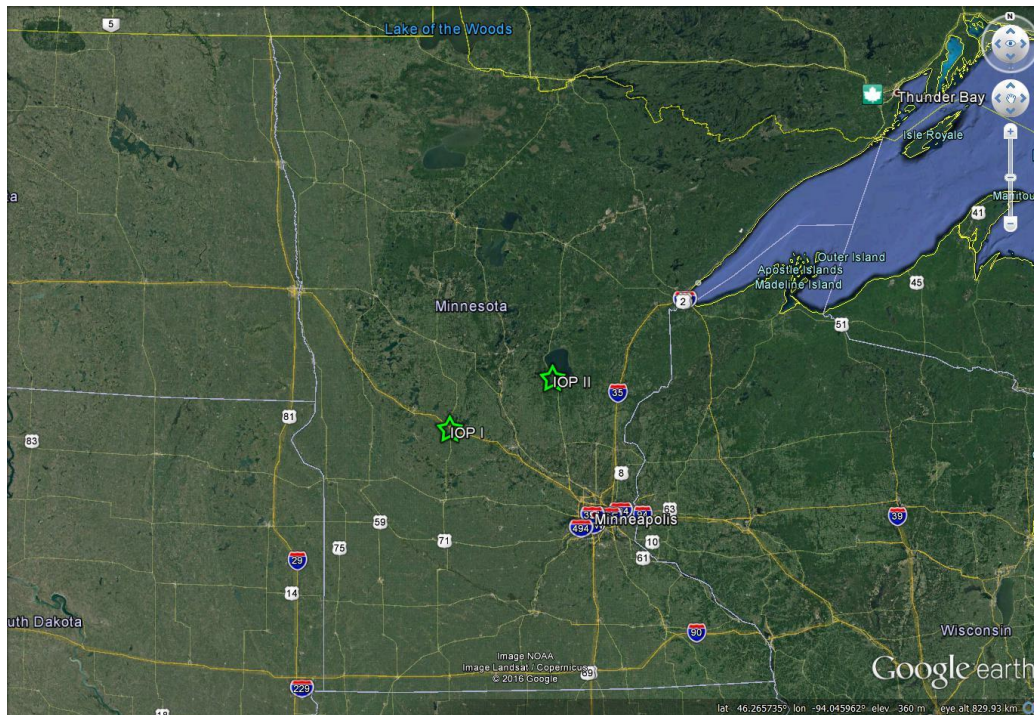 5
Lake of the Woods
N
Thunder Bay
Isle Royale
ta
Manitou
41
Outer Island
Apostle Islands
45
Madeline Island
2
Minnesota
51
IOP II
35
81
IOP I
83
8
63
39
59
494
Minneapolis
71
75
10
61
29
14
uth Dakota
90
Wisconsin
Image NOAA
Image Landsat / Copernicus
© 2016 Google
69
Google earth
229
18
lat 46.265735° lon -94.045962° elev 360 m eye alt 829.93 km